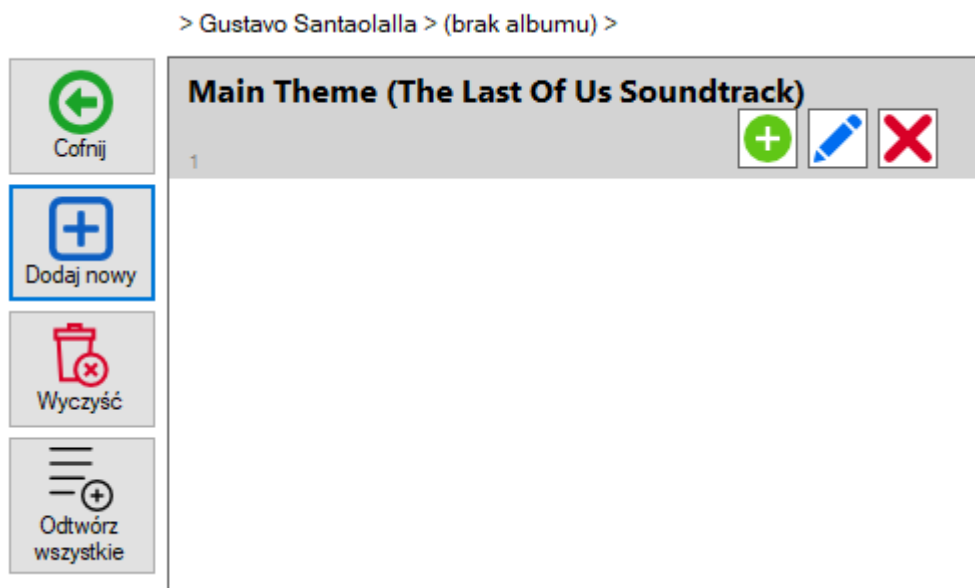 > Gustavo Santaolalla > (brak albumu) >
Cofnij
Dodaj nowy
Wyczyść
Odtwórz
wszystkie
Main Theme (The Last Of Us Soundtrack)
1